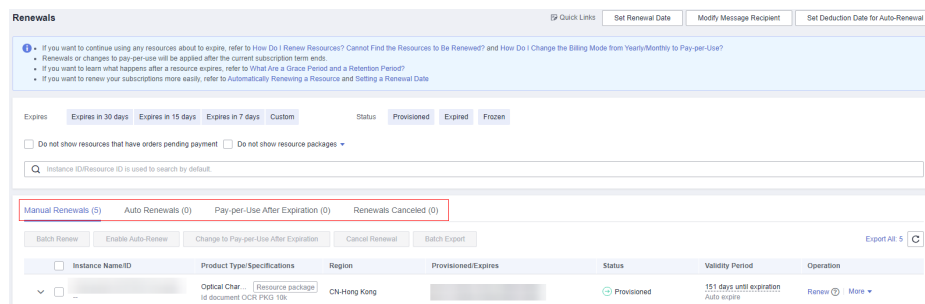 Renewals
Quick Links
Set Renewal Date
Modify Message Recipient
Set Deduction Date for Auto-Renewal
If you want to continue using any resources about to expire, refer to How Do I Renew Resources? Cannot Find the Resources to Be Renewed? and How Do I Change the Billing Mode from Yearly/Monthly to Pay-per-Use?
Renewals or changes to pay-per-use will be applied after the current subscription term ends.
If you want to learn what happens after a resource expires, refer to What Are a Grace Period and a Retention Period?
If you want to renew your subscriptions more easily, refer to Automatically Renewing a Resource and Setting a Renewal Date
Expires Expires in 30 days Expires in 15 days Expires in 7 days Custom Status Provisioned Expired Frozen
Do not show resources that have orders pending payment Do not show resource packages
Instance ID/Resource ID is used to search by default.
Manual Renewals (5) Auto Renewals (0) Pay-per-Use After Expiration (0) Renewals Canceled (0)
Batch Renew Enable Auto-Renew Change to Pay-per-Use After Expiration Cancel Renewal Batch Export Export All: 5
Instance Name/ID Product Type/Specifications Region Provisioned/Expires Status Validity Period Operation
Optical Char... Resource package CN-Hong Kong Provisioned 151 days until expiration Renew More
-- Id document OCR PKG 10k Auto expire